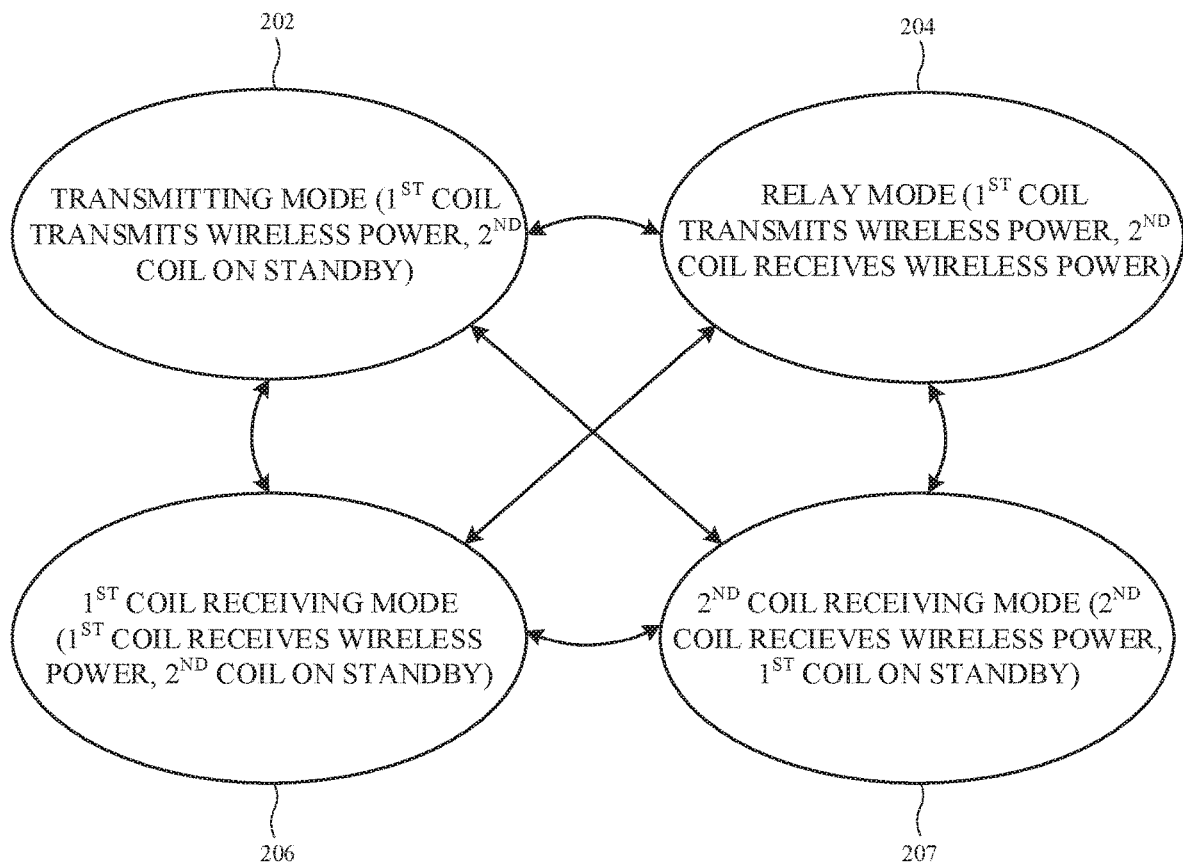 202
204
TRANSMITTING MODE (1ST COIL
TRANSMITS WIRELESS POWER, 2ND
COIL ON STANDBY)
RELAY MODE (1ST COIL
TRANSMITS WIRELESS POWER, 2ND
COIL RECEIVES WIRELESS POWER)
1ST COIL RECEIVING MODE
(1ST COIL RECEIVES WIRELESS
POWER, 2ND COIL ON STANDBY)
2ND COIL RECEIVING MODE (2ND
COIL RECIEVES WIRELESS POWER,
1ST COIL ON STANDBY)
206
207